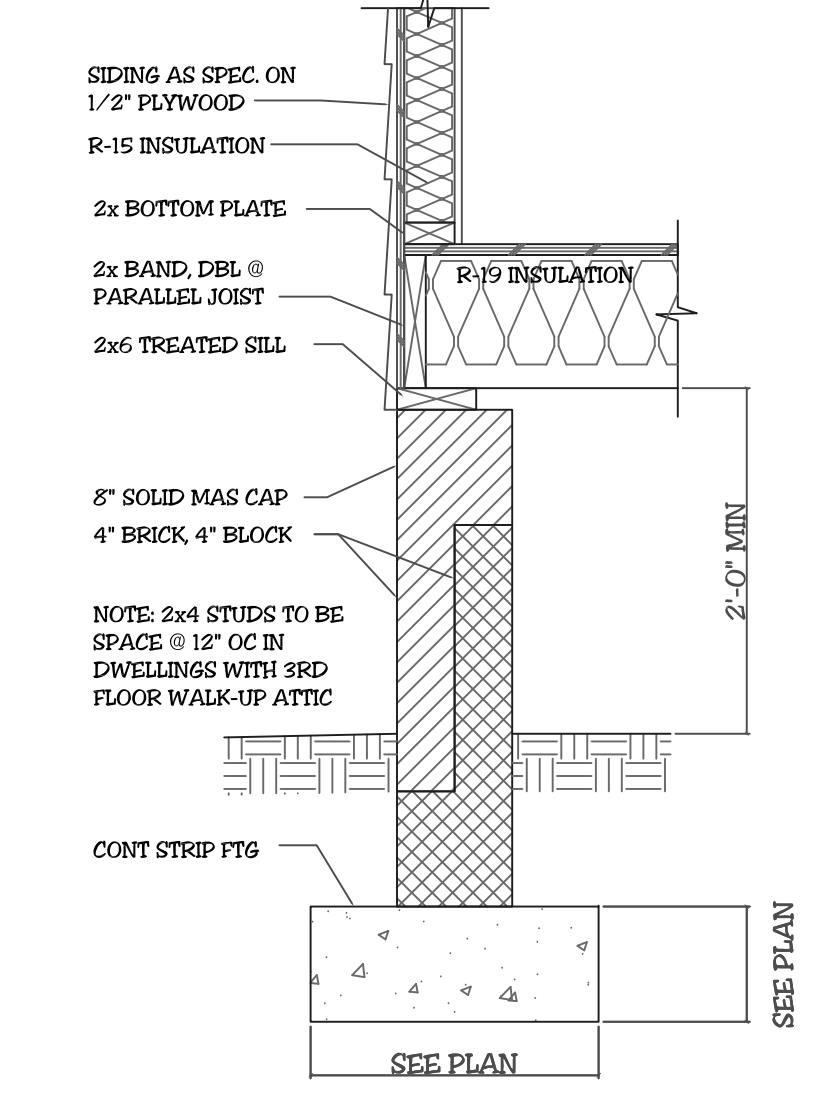 SIDING AS SPEC. ON
1/2" PLYWOOD
R-15 INSULATION
2x BOTTOM PLATE
2x BAND, DBL @
PARALLEL JOIST
R-19 INSULATION
2x6 TREATED SILL
8" SOLID MAS CAP
4" BRICK, 4" BLOCK
2'-0" MIN
NOTE: 2x4 STUDS TO BE
SPACE @ 12" OC IN
DWELLINGS WITH 3RD
FLOOR WALK-UP ATTIC
CONT STRIP FTG
SEE PLAN
SEE PLAN